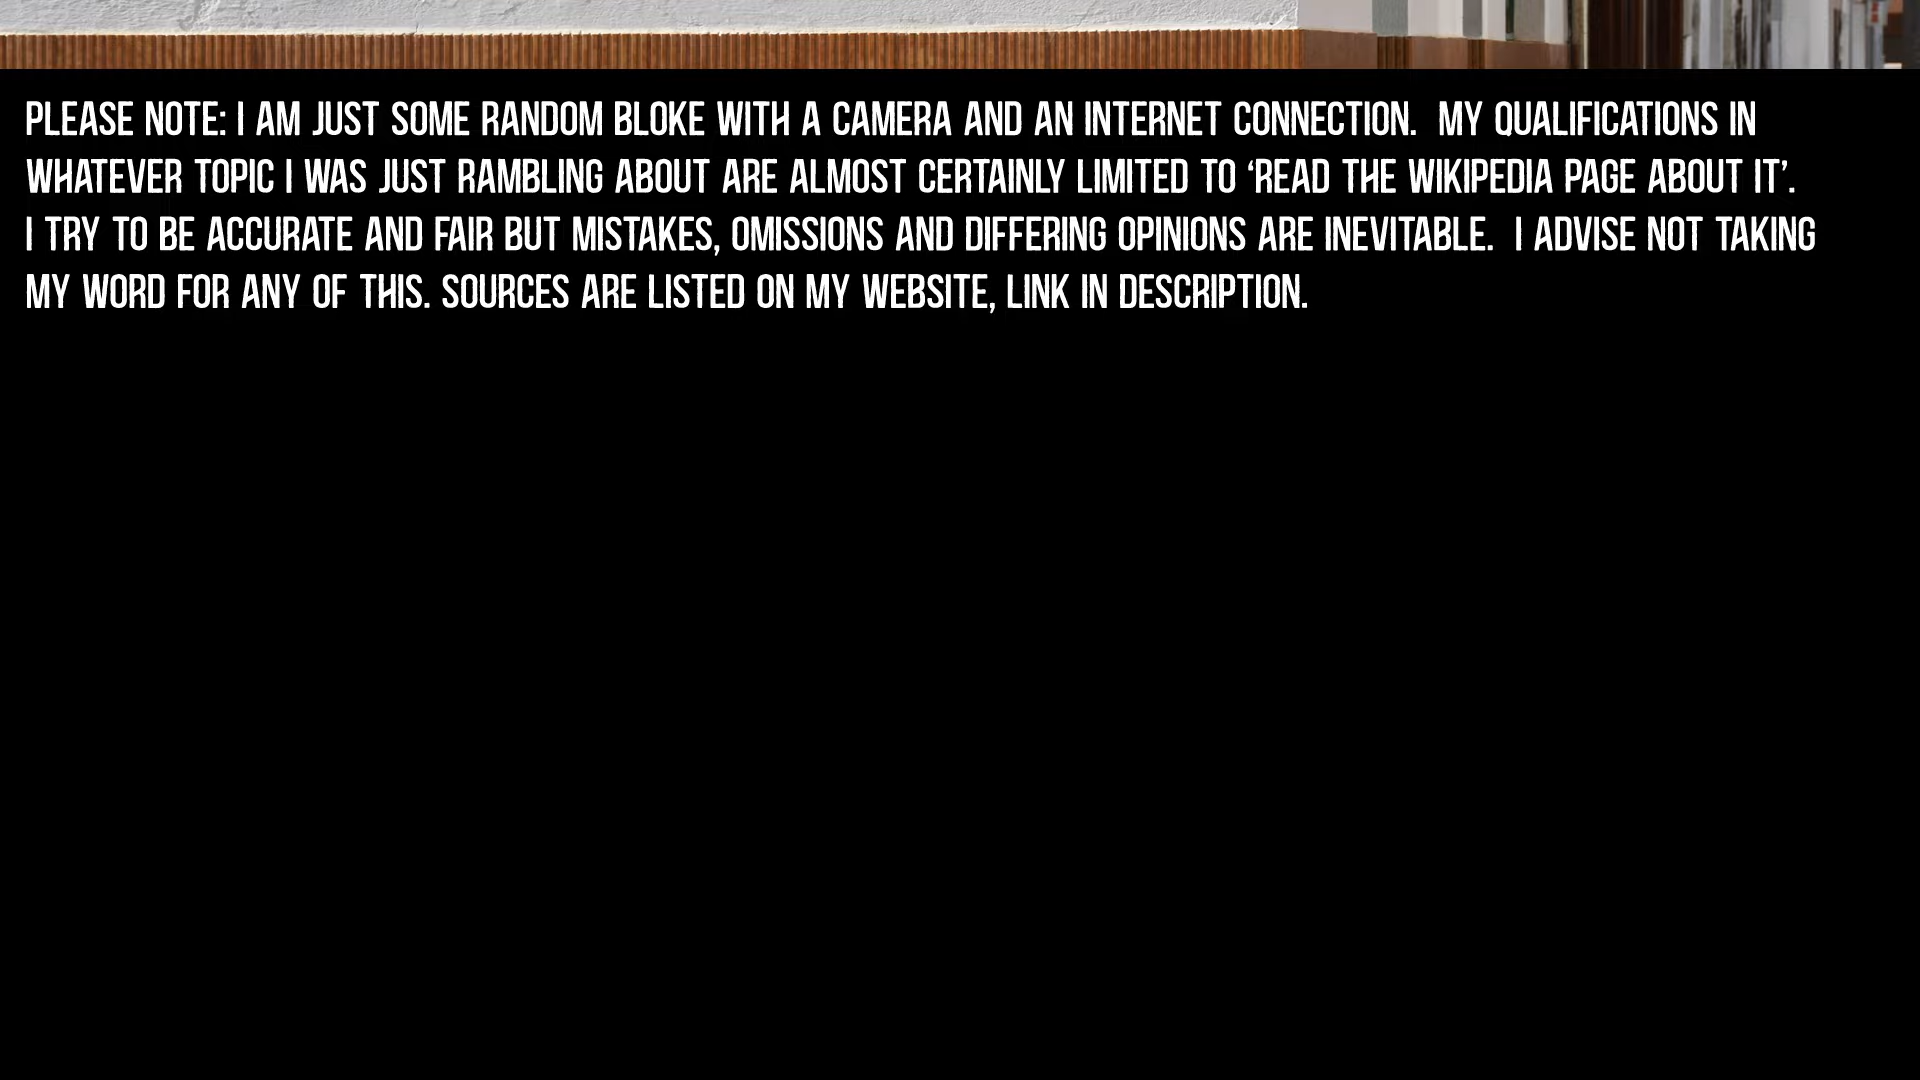 PLEASE NOTE: I AM JUST SOME RANDOM BLOKE WITH A CAMERA AND AN INTERNET CONNECTION.  MY QUALIFICATIONS IN
WHATEVER TOPIC I WAS JUST RAMBLING ABOUT ARE ALMOST CERTAINLY LIMITED TO ‘READ THE WIKIPEDIA PAGE ABOUT IT’.
I TRY TO BE ACCURATE AND FAIR BUT MISTAKES, OMISSIONS AND DIFFERING OPINIONS ARE INEVITABLE.  I ADVISE NOT TAKING
MY WORD FOR ANY OF THIS. SOURCES ARE LISTED ON MY WEBSITE, LINK IN DESCRIPTION.